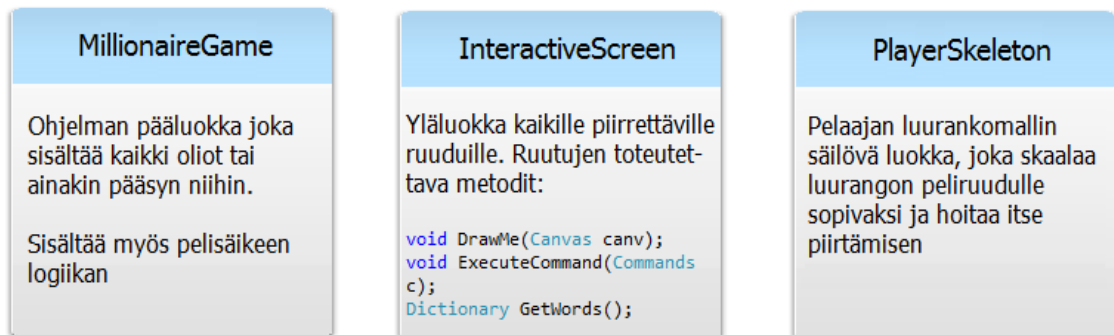 MillionaireGame
Ohjelman pääluokka joka
sisältää kaikki oliot tai
ainakin pääsyn niihin.
Sisältää myös pelisäikeen
logiikan
InteractiveScreen
Yläluokka kaikille piirrettäville
ruuduille. Ruutujen toteutet-
tava metodit:
void DrawMe(Canvas canv);
void ExecuteCommand(Commands
c);
Dictionary GetWords();
PlayerSkeleton
Pelaajan luurankomallin
säilövä luokka, joka skaalaa
luurangon peliruudulle
sopivaksi ja hoitaa itse
piirtämisen